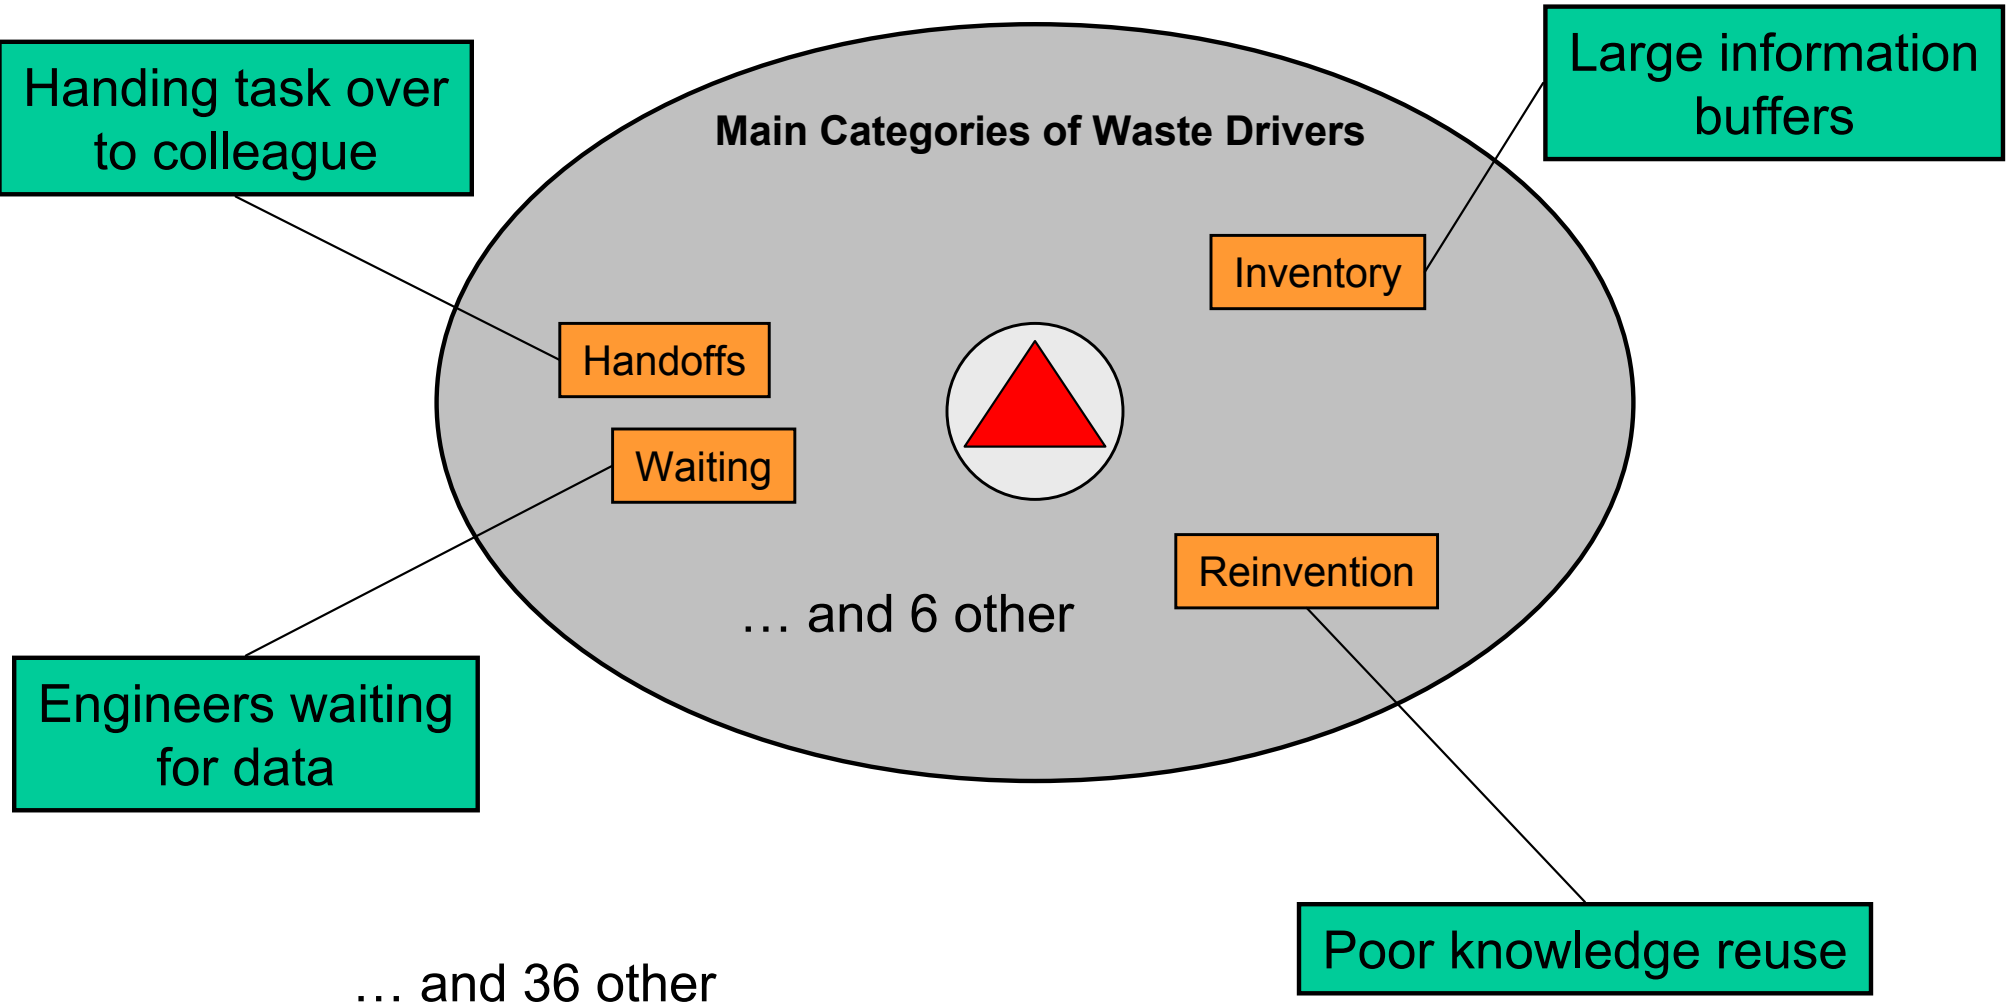 Handing task over
to colleague
Large information
buffers
Main Categories of Waste Drivers
Inventory
Handoffs
Waiting
Reinvention
… and 6 other
Engineers waiting
for data
Poor knowledge reuse
… and 36 other